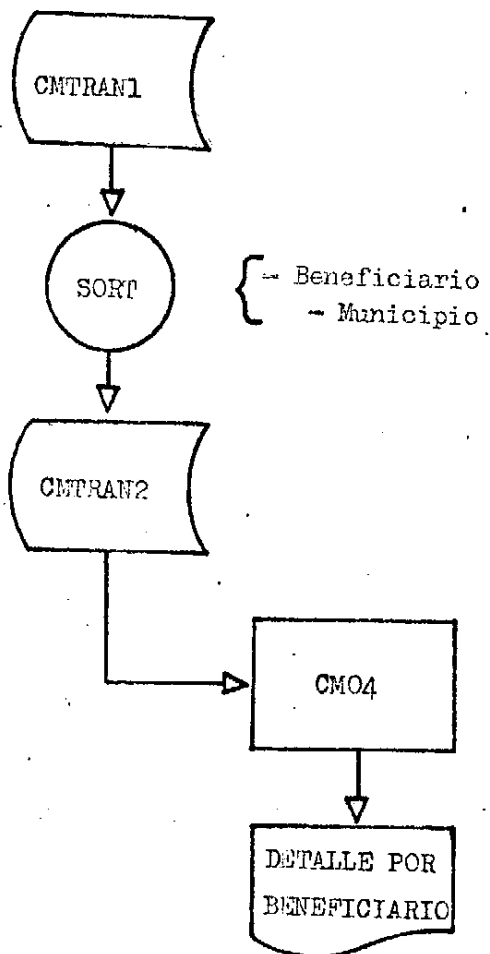 CMTRAN1
SORT
- Beneficiario
- Municipio
CMTRAN2
CM04
DETALLE POR
BENEFICIARIO